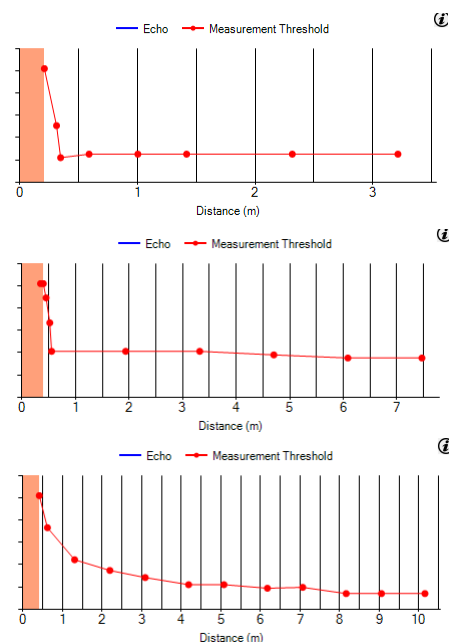 i
Echo Measurement Threshold
0 1 2 3
Distance (m)
i
Echo Measurement Threshold
0 1 2 3 4 5 6 7
Distance (m)
i
Echo Measurement Threshold
0 1 2 3 4 5 6 7 8 9 10
Distance (m)